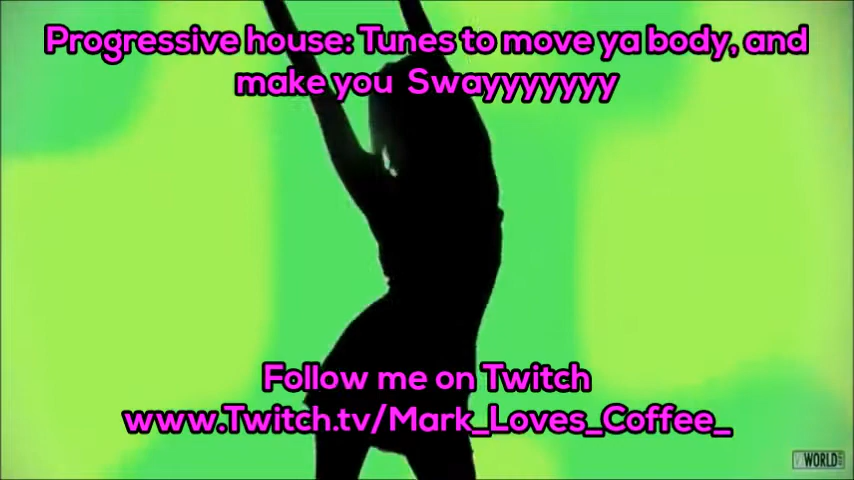 Progressive house: Tunes to move ya body, and
make you Swayyyyyyy
Follow me on Twitch
www.Twitch.tv/Mark_Loves_Coffee_
WORLD